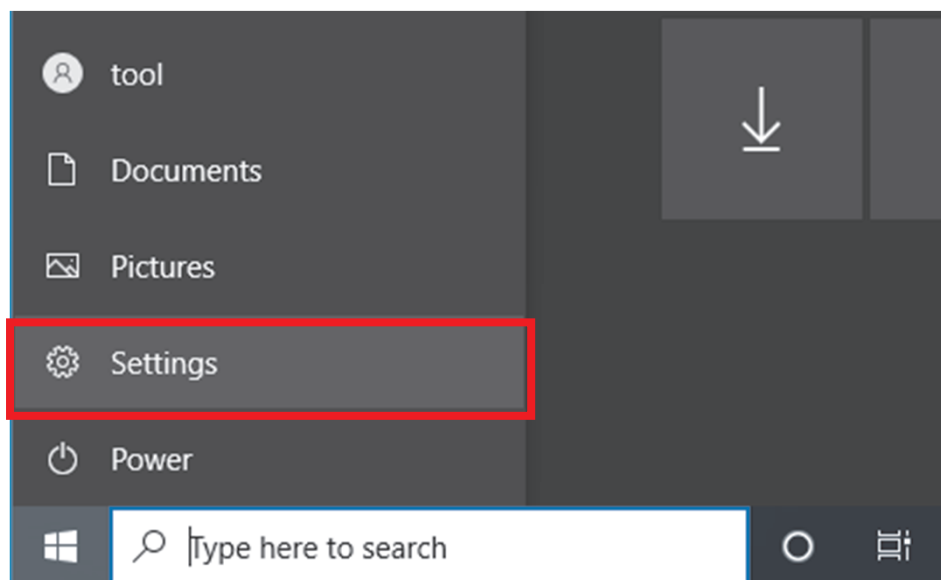 tool
Documents
Pictures
Settings
Power
Type here to search